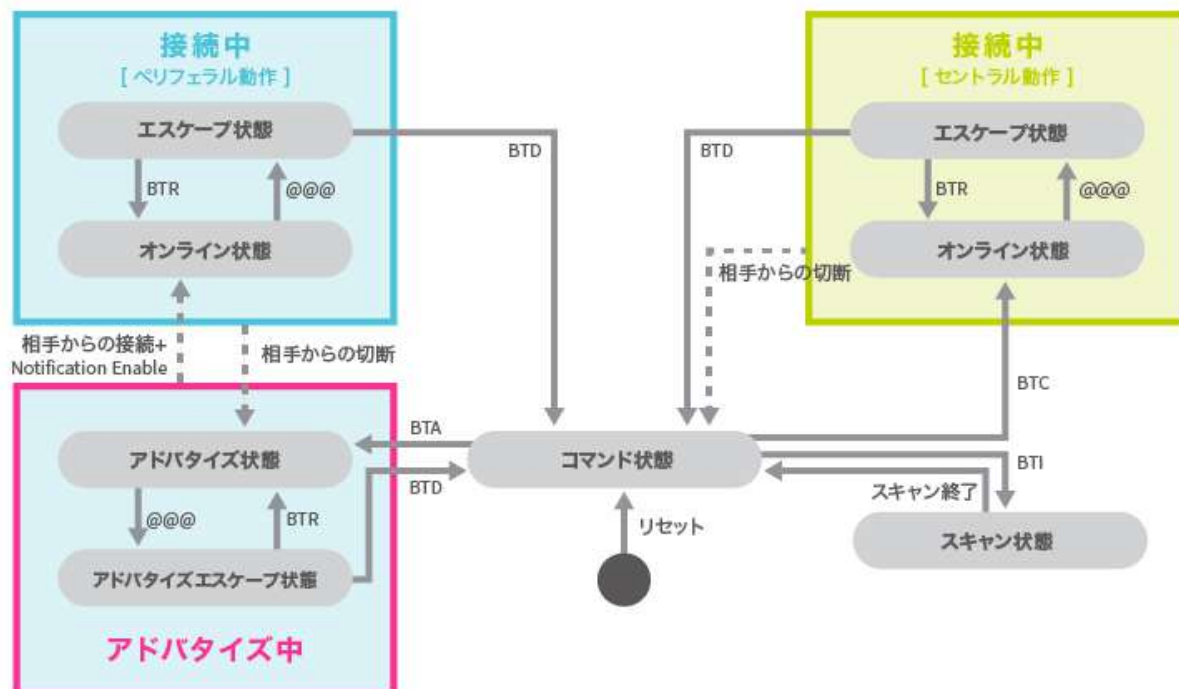 接続中
[ ペリフェラル動作 ]
エスケープ状態
BTR
@@@
オンライン状態
BTD
接続中
[ セントラル動作 ]
エスケープ状態
BTD
BTR
@@@
オンライン状態
相手からの切断
相手からの接続+
Notification Enable
相手からの切断
BTC
アドバタイズ状態
BTA
BTD
コマンド状態
BTI
スキャン終了
@@@
BTR
リセット
スキャン状態
アドバタイズエスケープ状態
アドバタイズ中